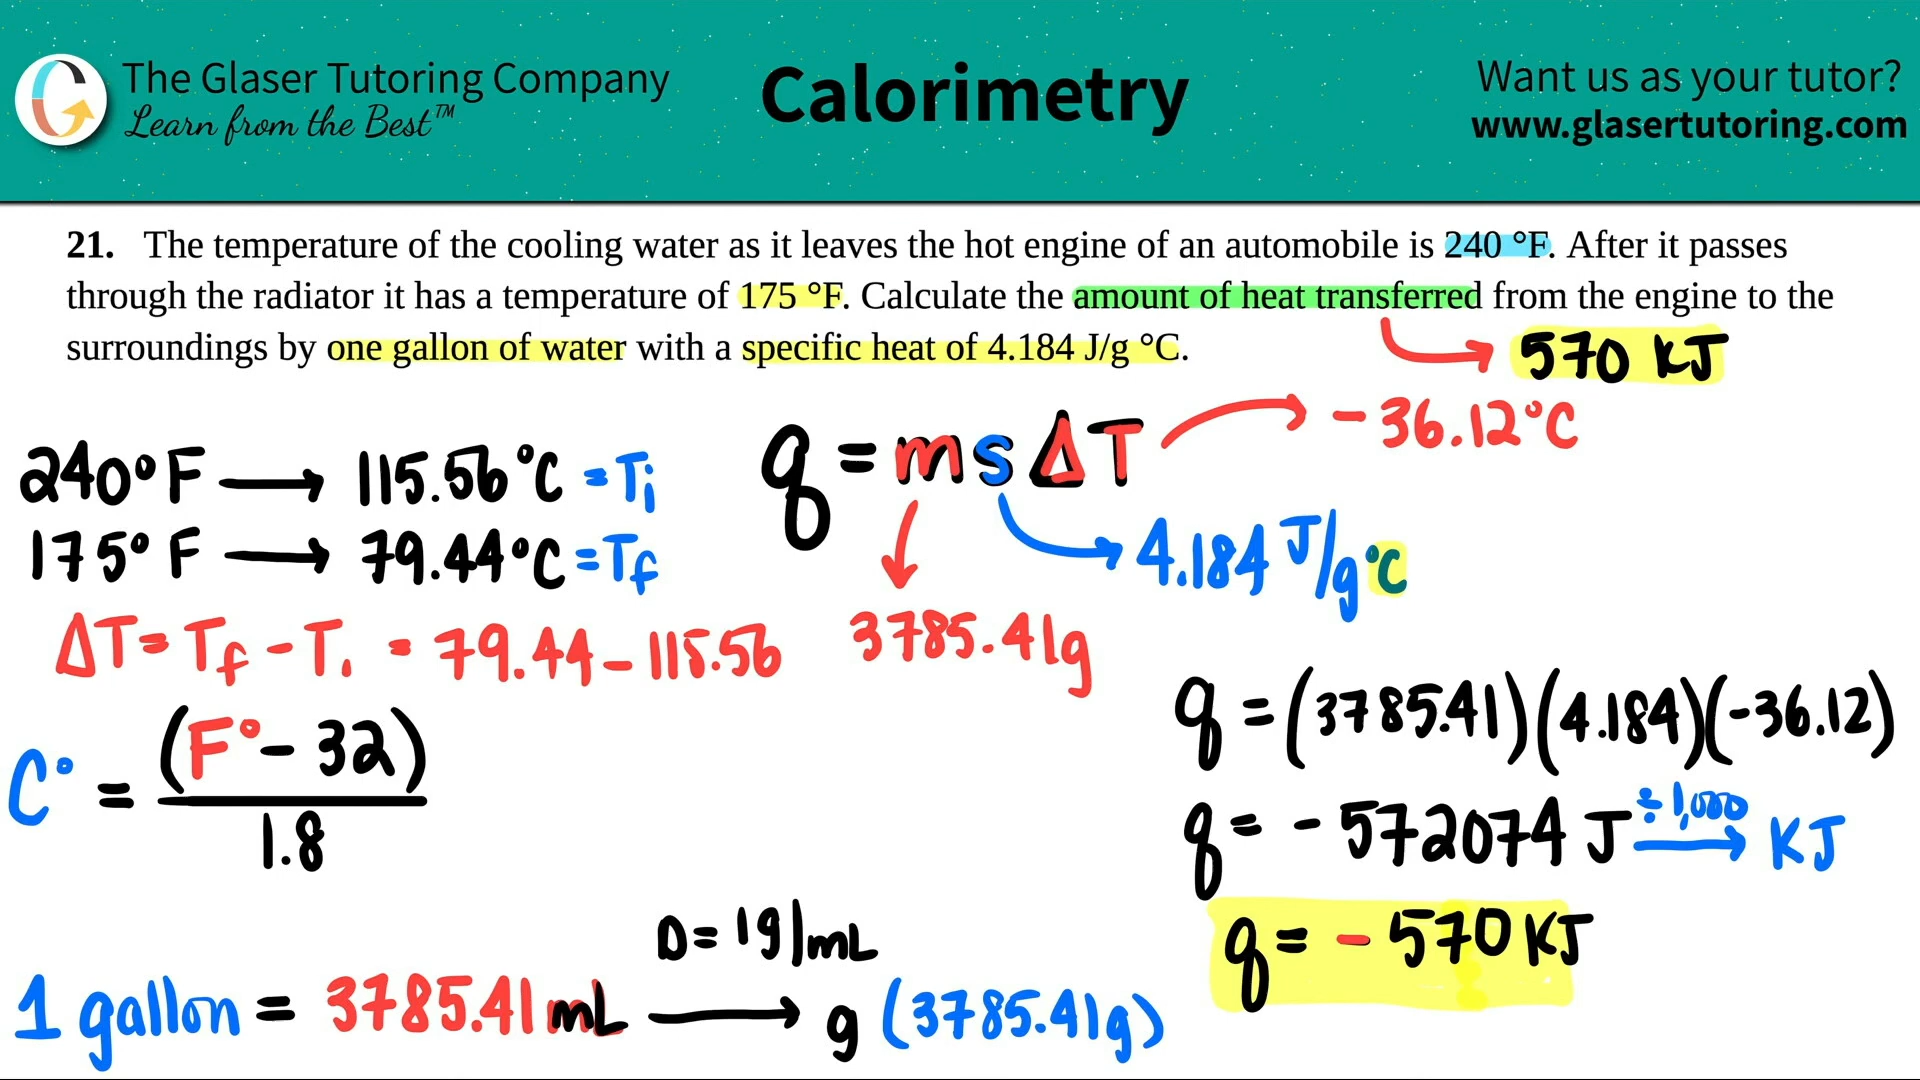 The Glaser Tutoring Company
Learn from the Best™
Calorimetry
Want us as your tutor?
www.glasertutoring.com
21. The temperature of the cooling water as it leaves the hot engine of an automobile is 240 °F. After it passes
through the radiator it has a temperature of 175 °F. Calculate the amount of heat transferred from the engine to the
surroundings by one gallon of water with a specific heat of 4.184 J/g °C.
570 KJ
240° F → 115.56 °C = Ti
175° F → 79.44°C = Tf
ΔT = Tf - Ti = 79.44 - 115.56
C° = (F° - 32)
1.8
q = m s Δ T
-36.12°C
4.184 J/g °C
3785.41g
q = (3785.41)(4.184)(-36.12)
q = - 572074 J ÷ 1,000 → KJ
q = - 570 KJ
D = 1g/mL
1 gallon = 3785.41 mL → g (3785.41g)